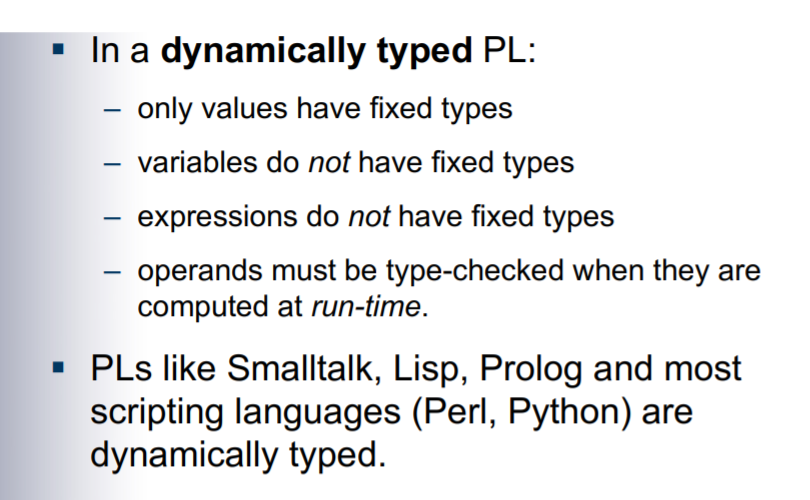 ▪ In a dynamically typed PL:
– only values have fixed types
– variables do not have fixed types
– expressions do not have fixed types
– operands must be type-checked when they are
computed at run-time.
▪ PLs like Smalltalk, Lisp, Prolog and most
scripting languages (Perl, Python) are
dynamically typed.